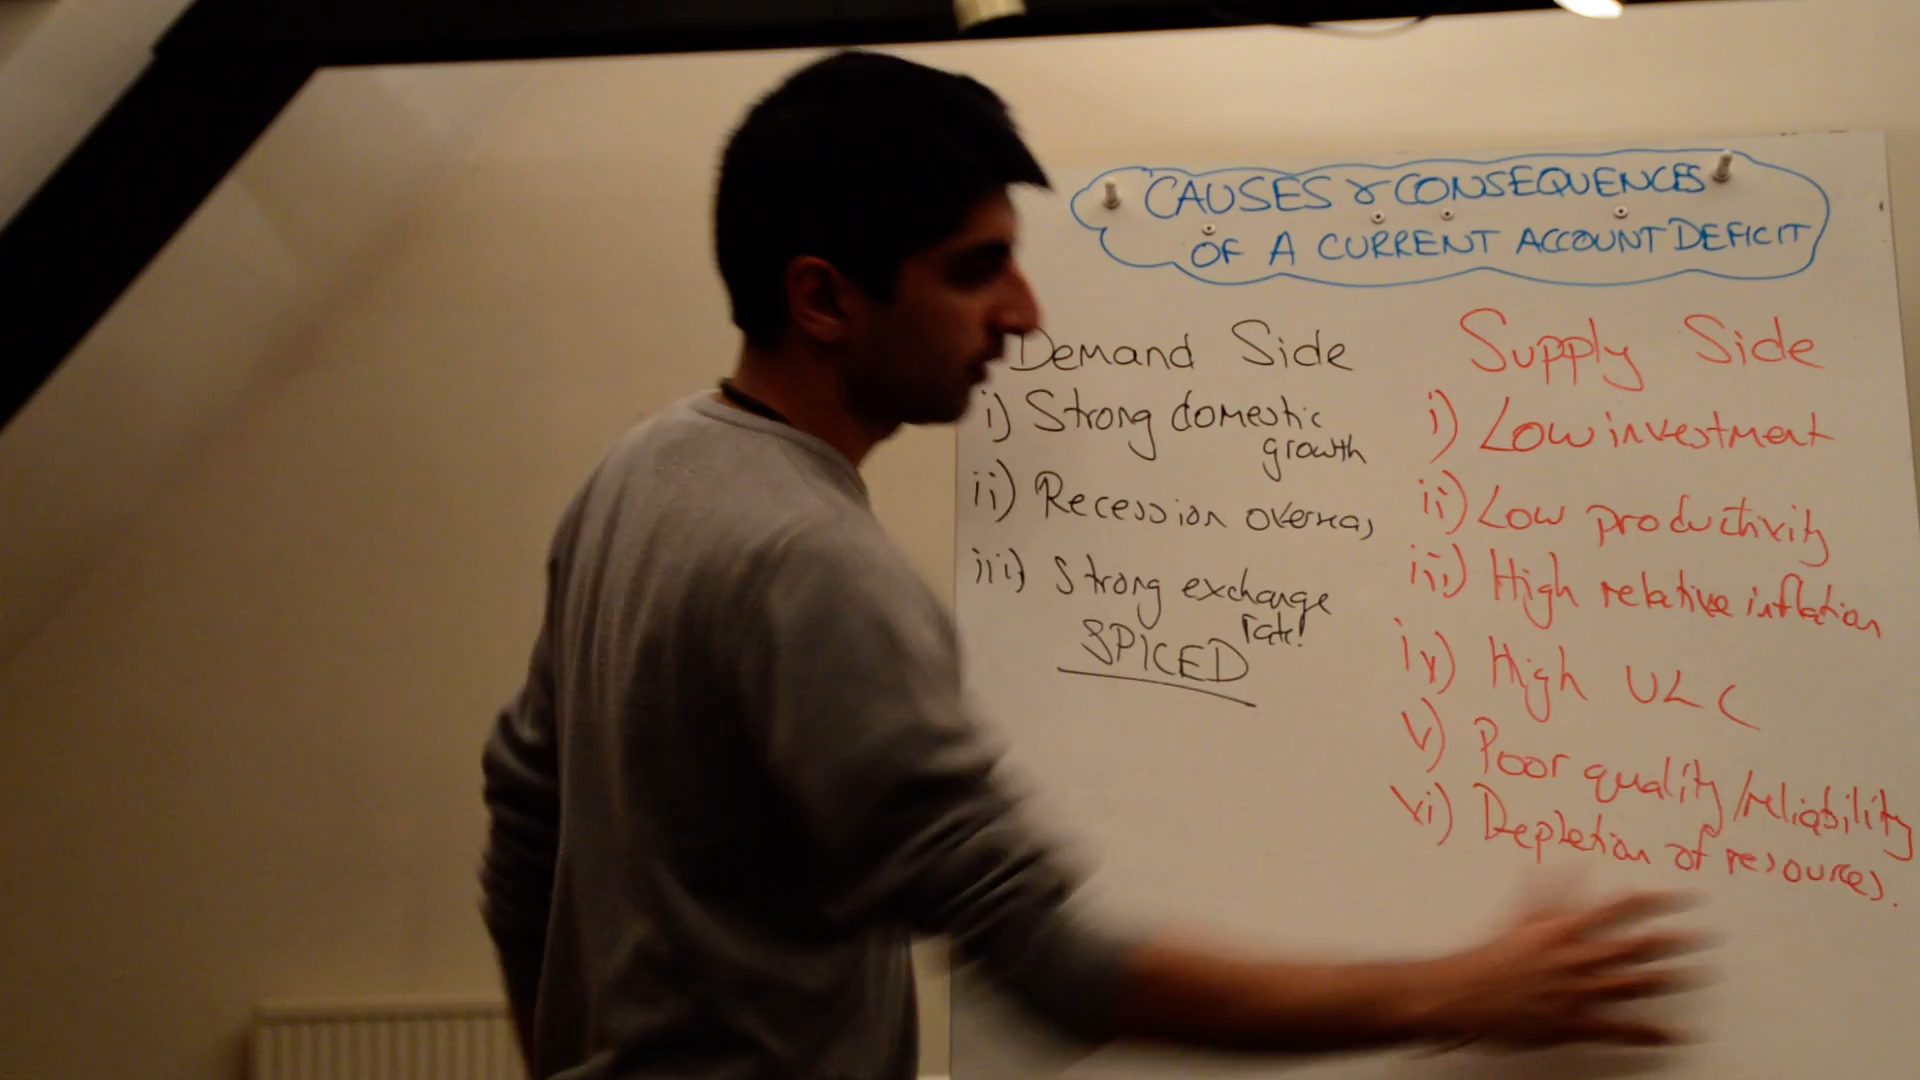 CAUSES & CONSEQUENCES
OF A CURRENT ACCOUNT DEFICIT
Demand Side
i) Strong domestic
growth
ii) Recession overseas
iii) Strong exchange
rate!
SPICED
Supply Side
i) Low investment
ii) Low productivity
iii) High relative inflation
iv) High ULC
v) Poor quality/reliability
vi) Depletion of resources.